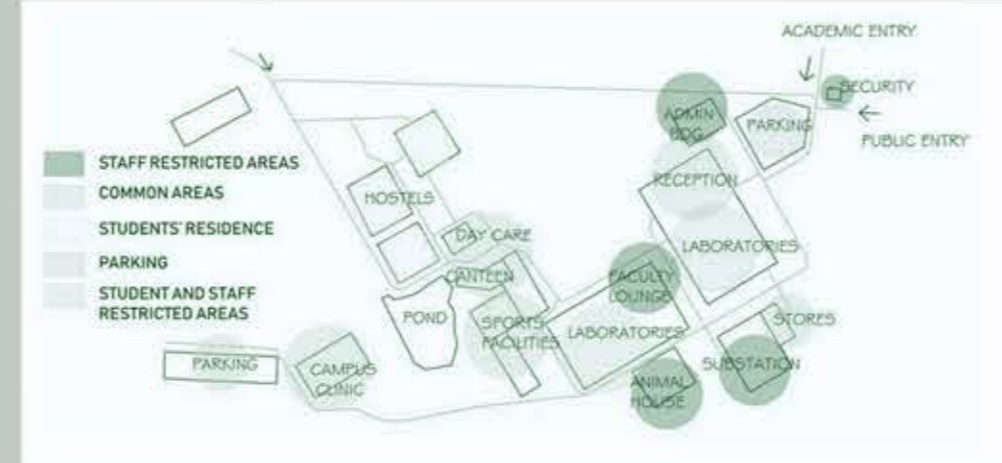 ACADEMIC ENTRY
SECURITY
PUBLIC ENTRY
ADMIN
BDG
PARKING
RECEPTION
STAFF RESTRICTED AREAS
COMMON AREAS
STUDENTS' RESIDENCE
PARKING
STUDENT AND STAFF
RESTRICTED AREAS
HOSTELS
DAY CARE
LABORATORIES
CANTEEN
FACULTY
LOUNGE
POND
SPORTS
FACILITIES
LABORATORIES
STORES
SUBSTATION
PARKING
CAMPUS
CLINIC
ANIMAL
HOUSE